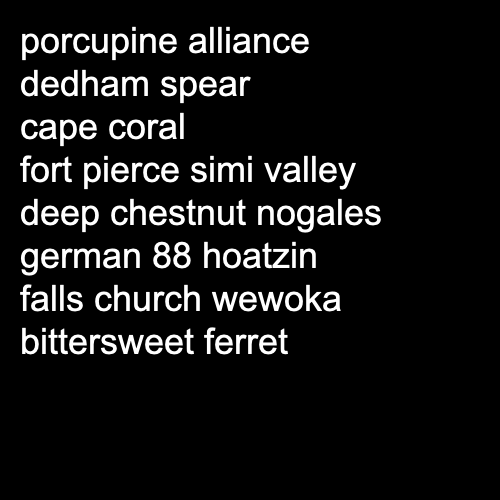 porcupine alliance
dedham spear
cape coral
fort pierce simi valley
deep chestnut nogales
german 88 hoatzin
falls church wewoka
bittersweet ferret